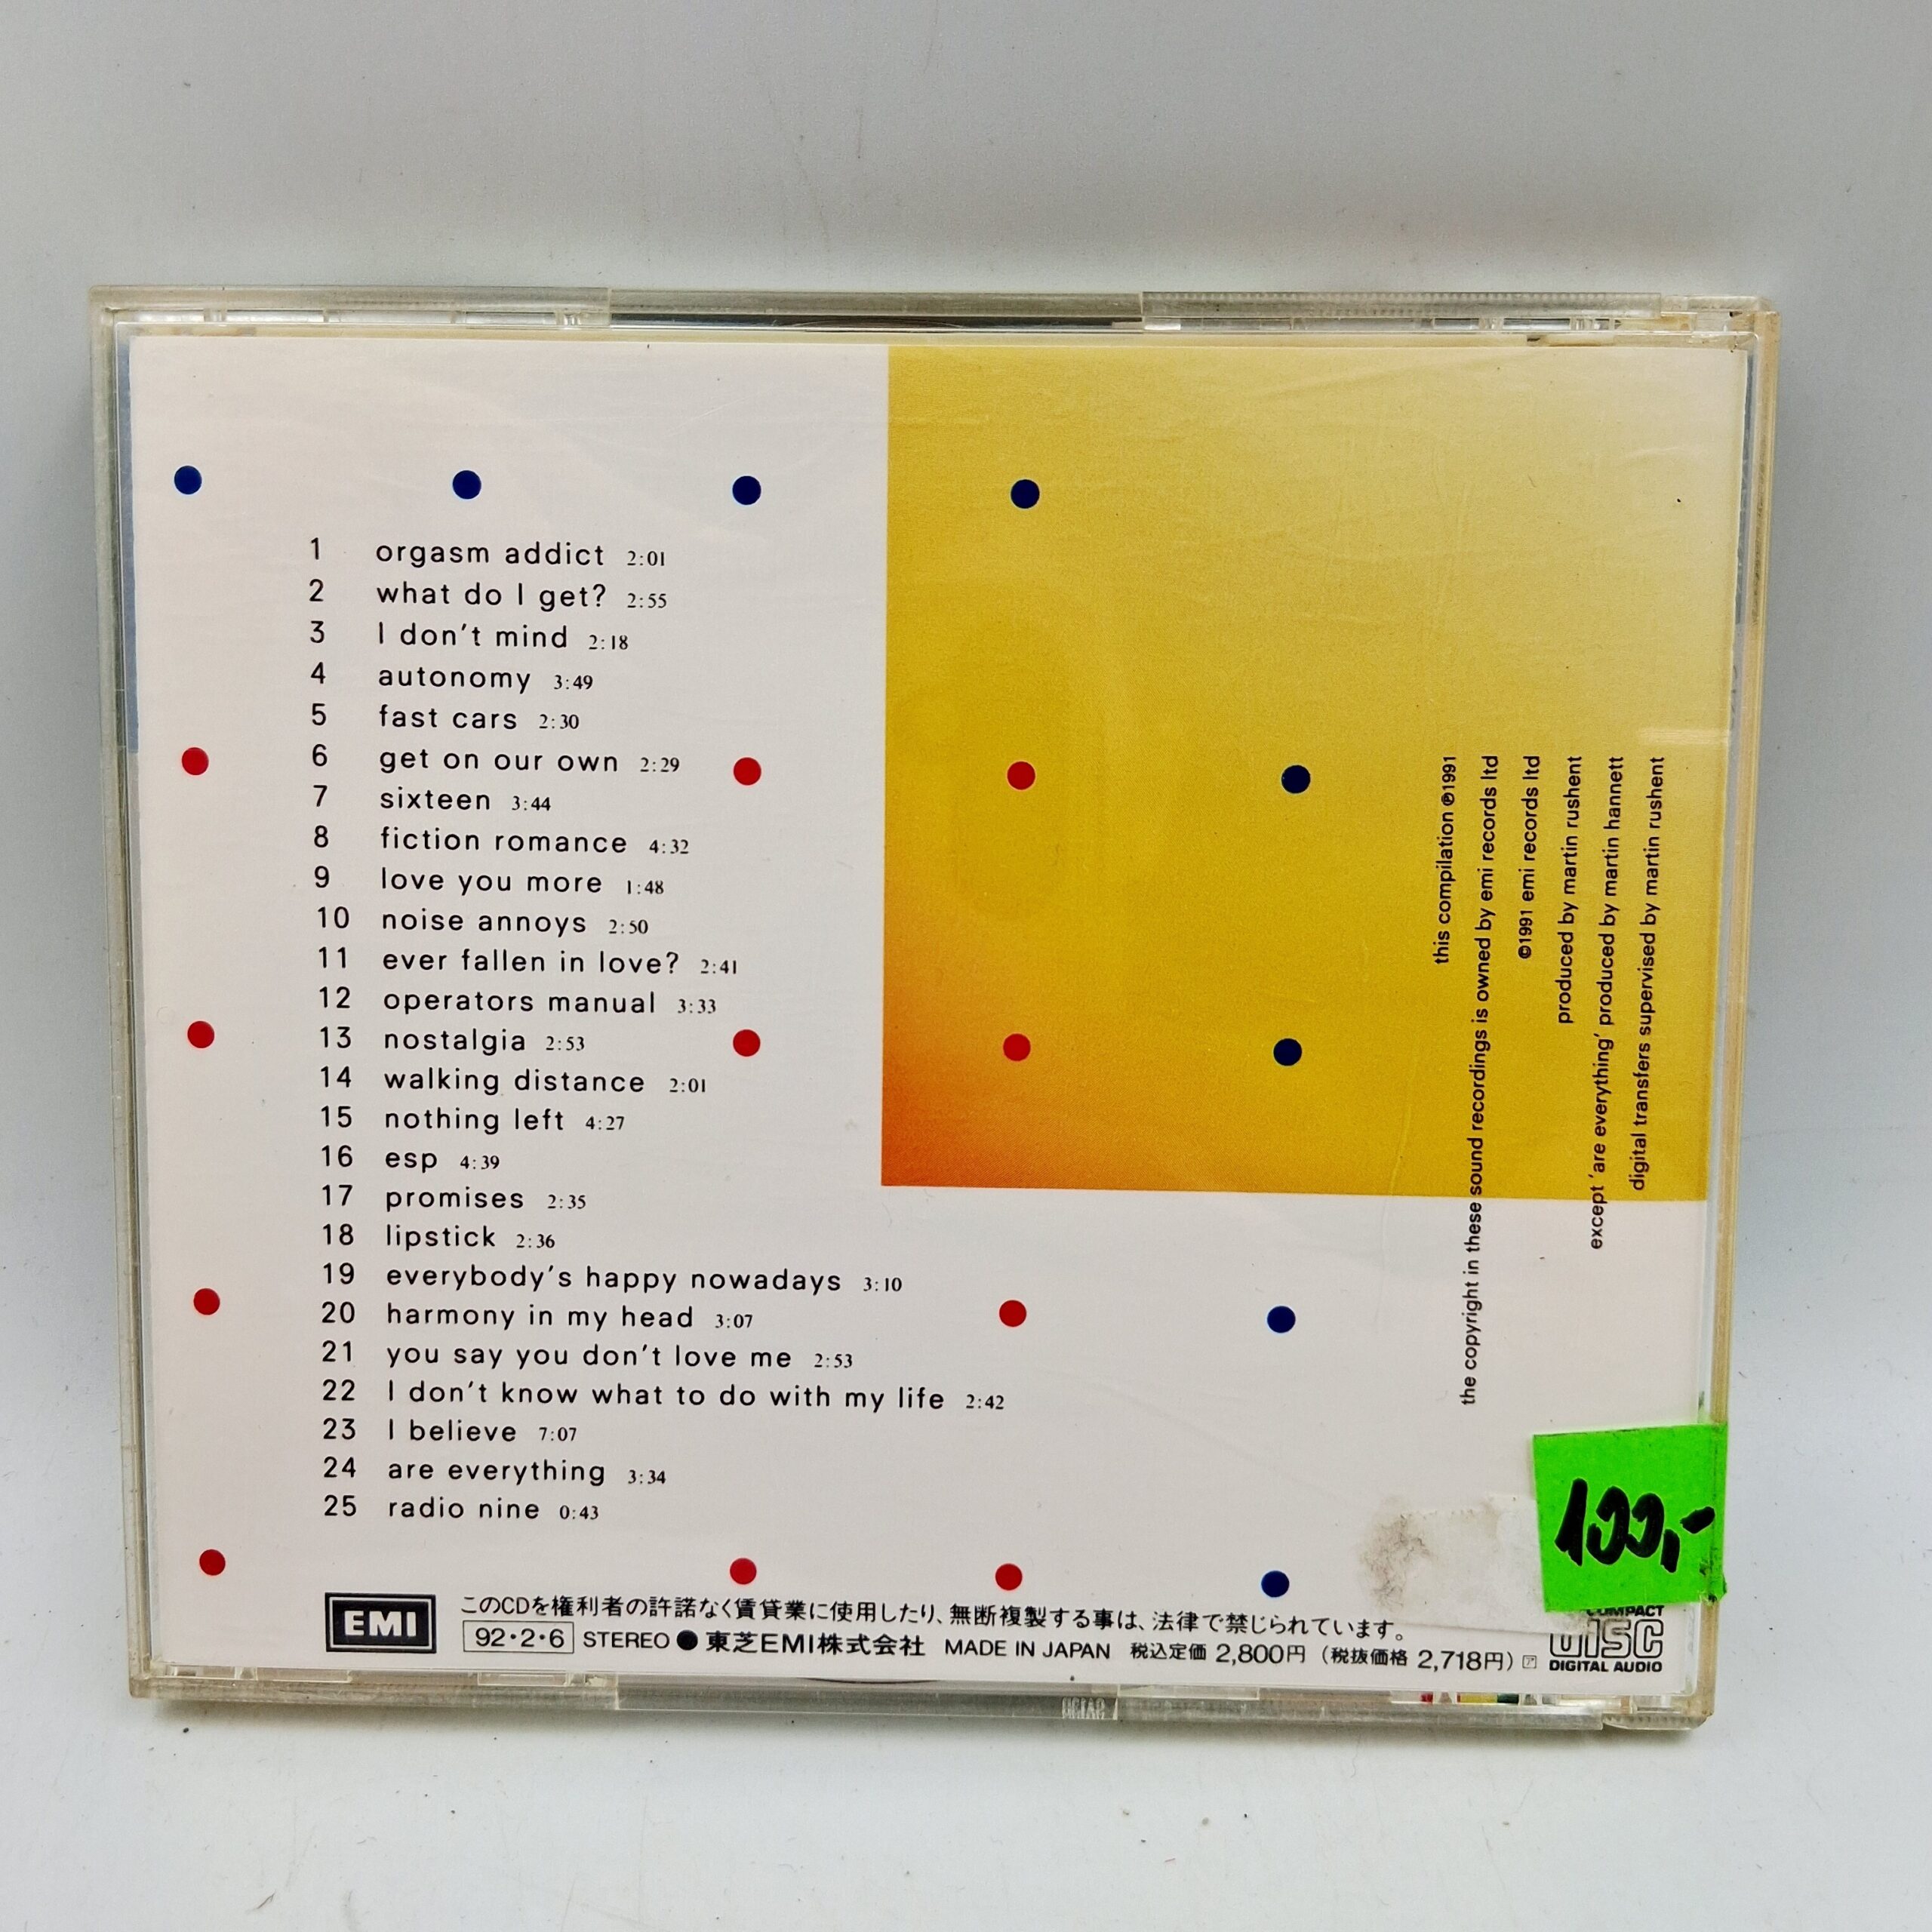 1 orgasm addict 2:01
2 what do I get? 2:55
3 I don't mind 2:18
4 autonomy 3:49
5 fast cars 2:30
6 get on our own 2:29
7 sixteen 3:44
8 fiction romance 4:32
9 love you more 1:48
10 noise annoys 2:50
11 ever fallen in love? 2:41
12 operators manual 3:33
13 nostalgia 2:53
14 walking distance 2:01
15 nothing left 4:27
16 esp 4:39
17 promises 2:35
18 lipstick 2:36
19 everybody's happy nowadays 3:10
20 harmony in my head 3:07
21 you say you don't love me 2:53
22 I don't know what to do with my life 2:42
23 I believe 7:07
24 are everything 3:34
25 radio nine 0:43
this compilation ℗1991
the copyright in these sound recordings is owned by emi records ltd
©1991 emi records ltd
produced by martin rushent
except 'are everything' produced by martin hannett
digital transfers supervised by martin rushent
100,-
EMI
このCDを権利者の許諾なく賃貸業に使用したり、無断複製する事は、法律で禁じられています。
92・2・6 STEREO ● 東芝EMI株式会社 MADE IN JAPAN 税込定価 2,800円 (税抜価格 2,718円) ア
COMPACT
disc
DIGITAL AUDIO